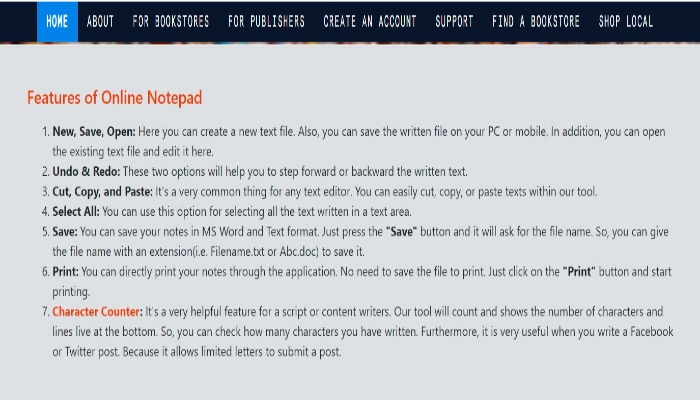 HOME ABOUT FOR BOOKSTORES FOR PUBLISHERS CREATE AN ACCOUNT SUPPORT FIND A BOOKSTORE SHOP LOCAL
Features of Online Notepad
1. New, Save, Open: Here you can create a new text file. Also, you can save the written file on your PC or mobile. In addition, you can open
the existing text file and edit it here.
2. Undo & Redo: These two options will help you to step forward or backward the written text.
3. Cut, Copy, and Paste: It's a very common thing for any text editor. You can easily cut, copy, or paste texts within our tool.
4. Select All: You can use this option for selecting all the text written in a text area.
5. Save: You can save your notes in MS Word and Text format. Just press the "Save" button and it will ask for the file name. So, you can give
the file name with an extension(i.e. Filename.txt or Abc.doc) to save it.
6. Print: You can directly print your notes through the application. No need to save the file to print. Just click on the "Print" button and start
printing.
7. Character Counter: It's a very helpful feature for a script or content writers. Our tool will count and shows the number of characters and
lines live at the bottom. So, you can check how many characters you have written. Furthermore, it is very useful when you write a Facebook
or Twitter post. Because it allows limited letters to submit a post.